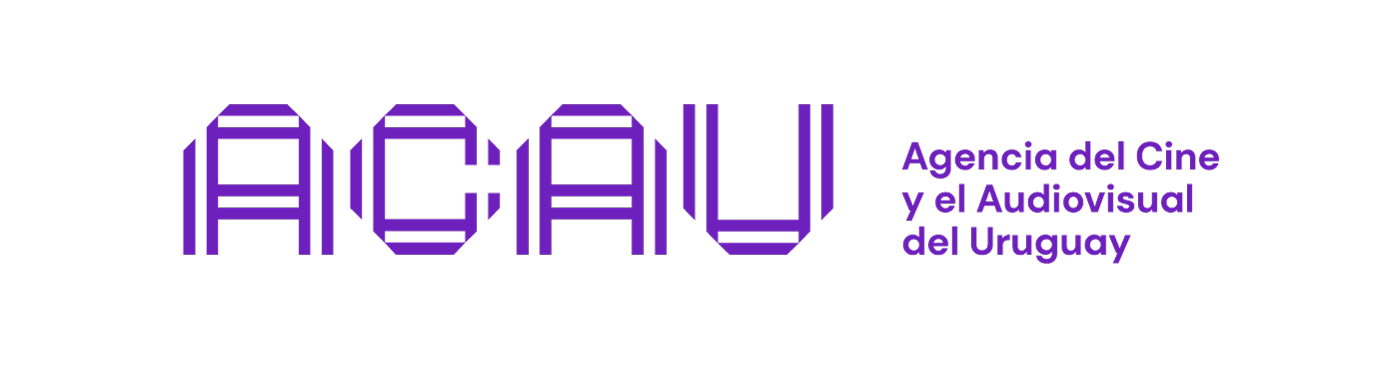 ACAU
Agencia del Cine
y el Audiovisual
del Uruguay